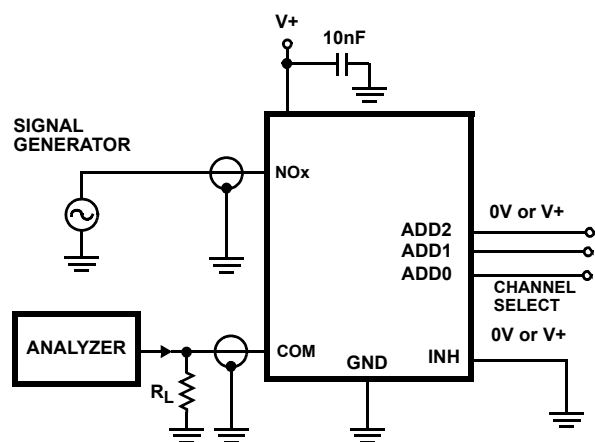 V+
10nF
SIGNAL
GENERATOR
NOx
0V or V+
ADD2
ADD1
ADD0
CHANNEL
SELECT
0V or V+
ANALYZER
COM
GND
INH
RL